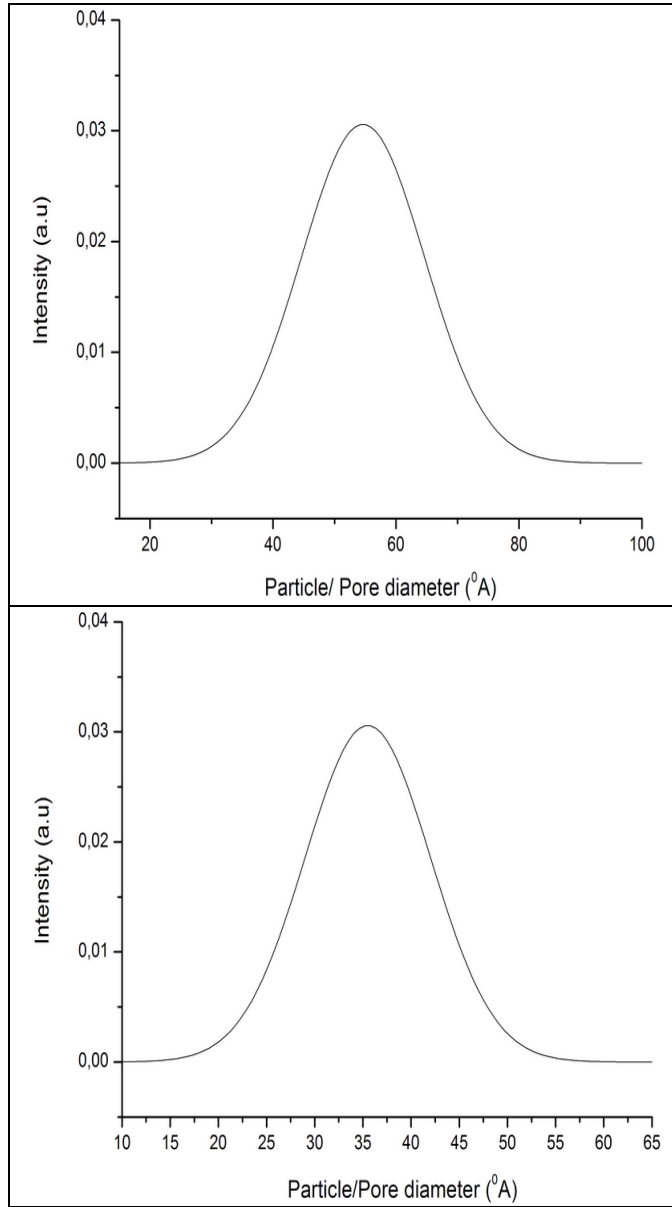 0,04
0,03
0,02
0,01
0,00
Intensity (a.u)
20 40 60 80 100
Particle/ Pore diameter (⁰A)
0,04
0,03
0,02
0,01
0,00
Intensity (a.u)
10 15 20 25 30 35 40 45 50 55 60 65
Particle/Pore diameter (⁰A)